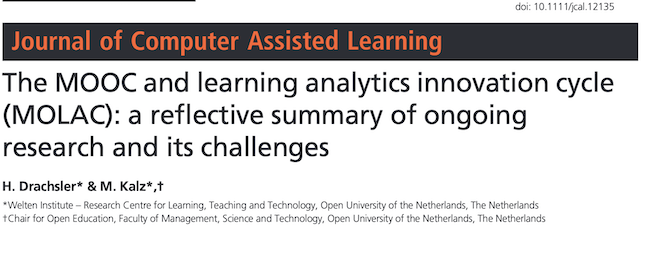 doi: 10.1111/jcal.12135
Journal of Computer Assisted Learning
The MOOC and learning analytics innovation cycle
(MOLAC): a reflective summary of ongoing
research and its challenges
H. Drachsler* & M. Kalz*,†
*Welten Institute – Research Centre for Learning, Teaching and Technology, Open University of the Netherlands, The Netherlands
†Chair for Open Education, Faculty of Management, Science and Technology, Open University of the Netherlands, The Netherlands